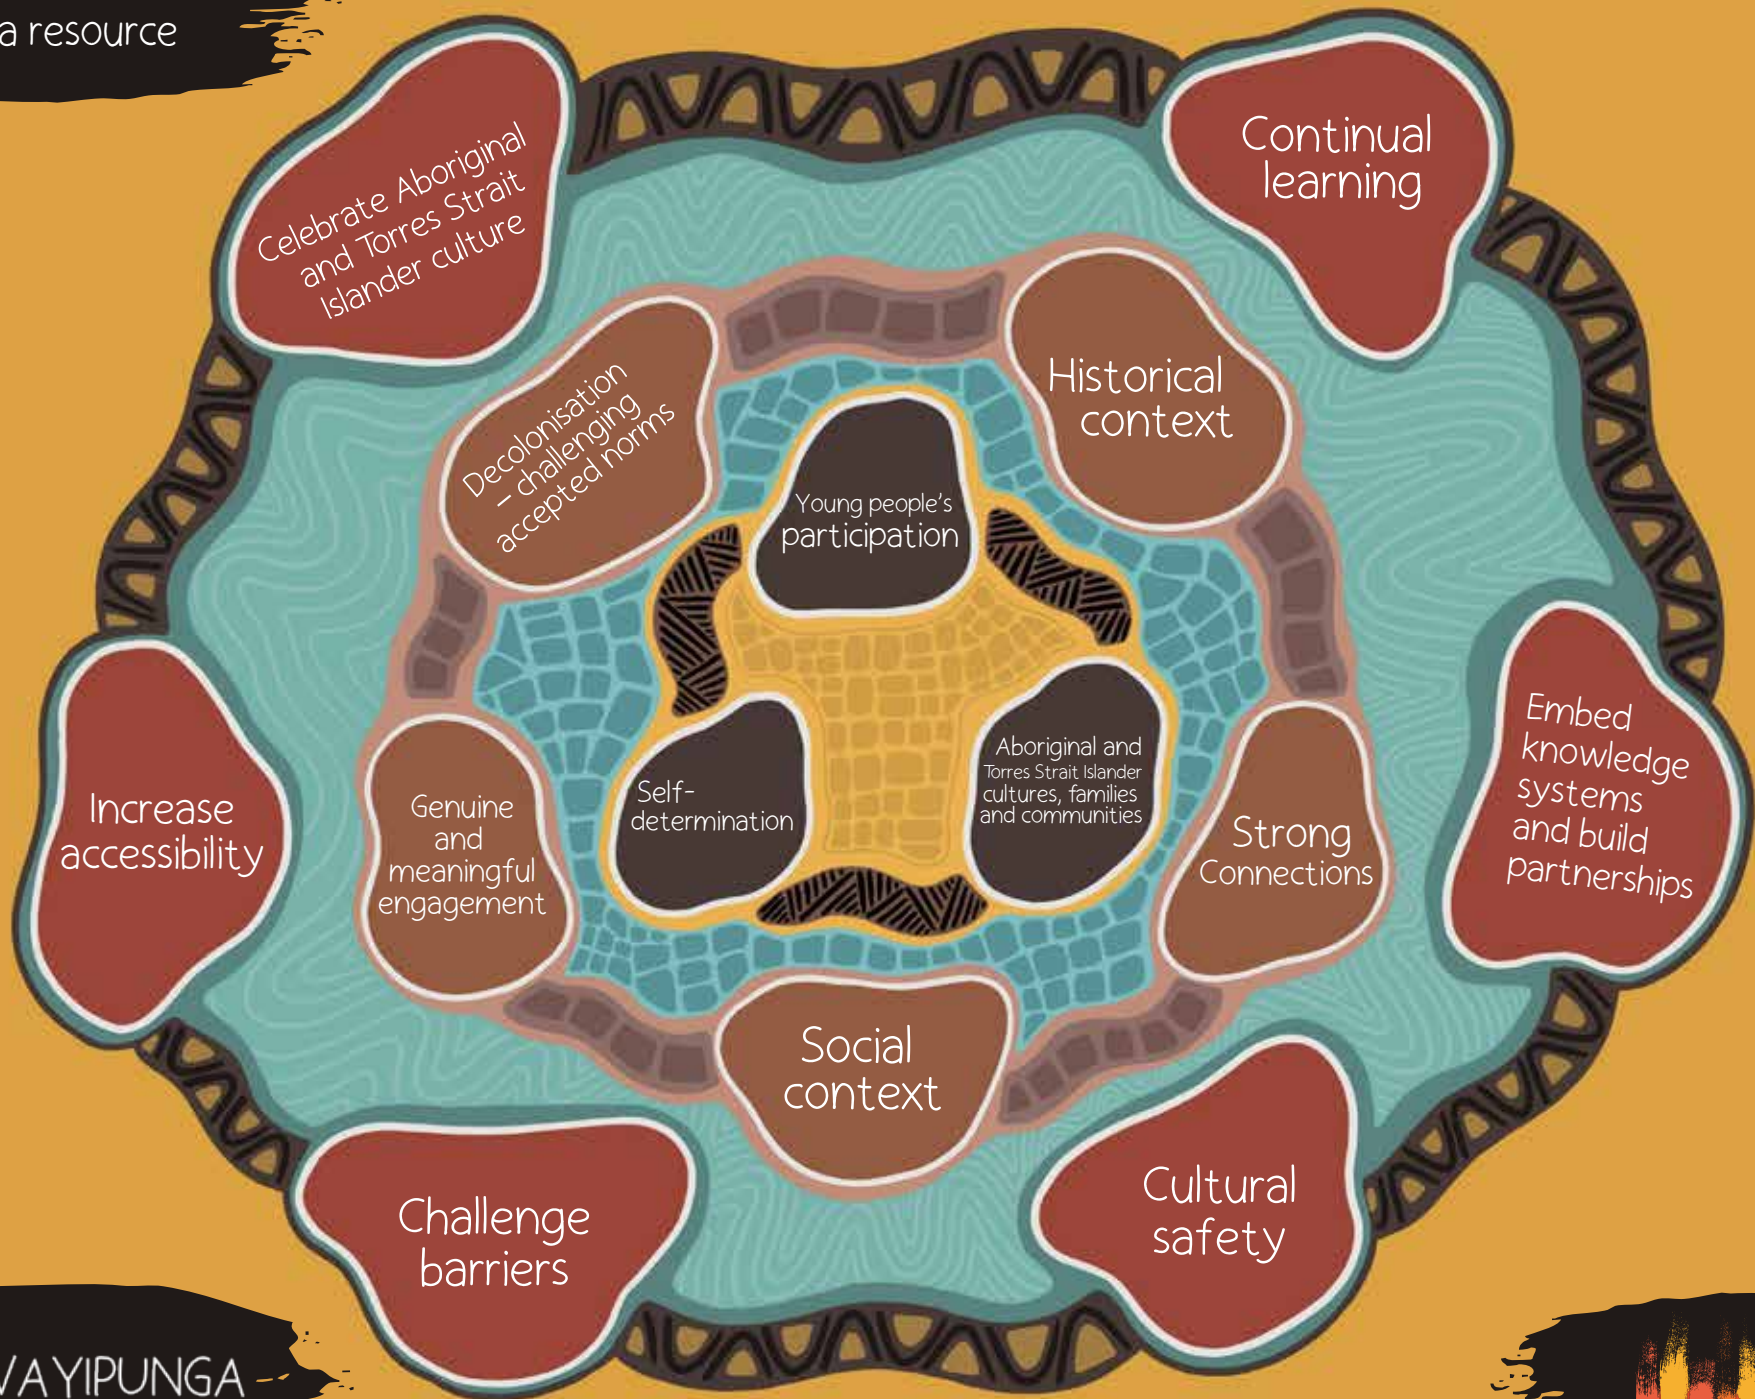 a resource
Celebrate Aboriginal
and Torres Strait
Islander culture
Continual
learning
Decolonisation
– challenging
accepted norms
Historical
context
Young people's
participation
Self-
determination
Aboriginal and
Torres Strait Islander
cultures, families
and communities
Increase
accessibility
Genuine
and
meaningful
engagement
Strong
Connections
Embed
knowledge
systems
and build
partnerships
Social
context
Challenge
barriers
Cultural
safety
WAYIPUNGA